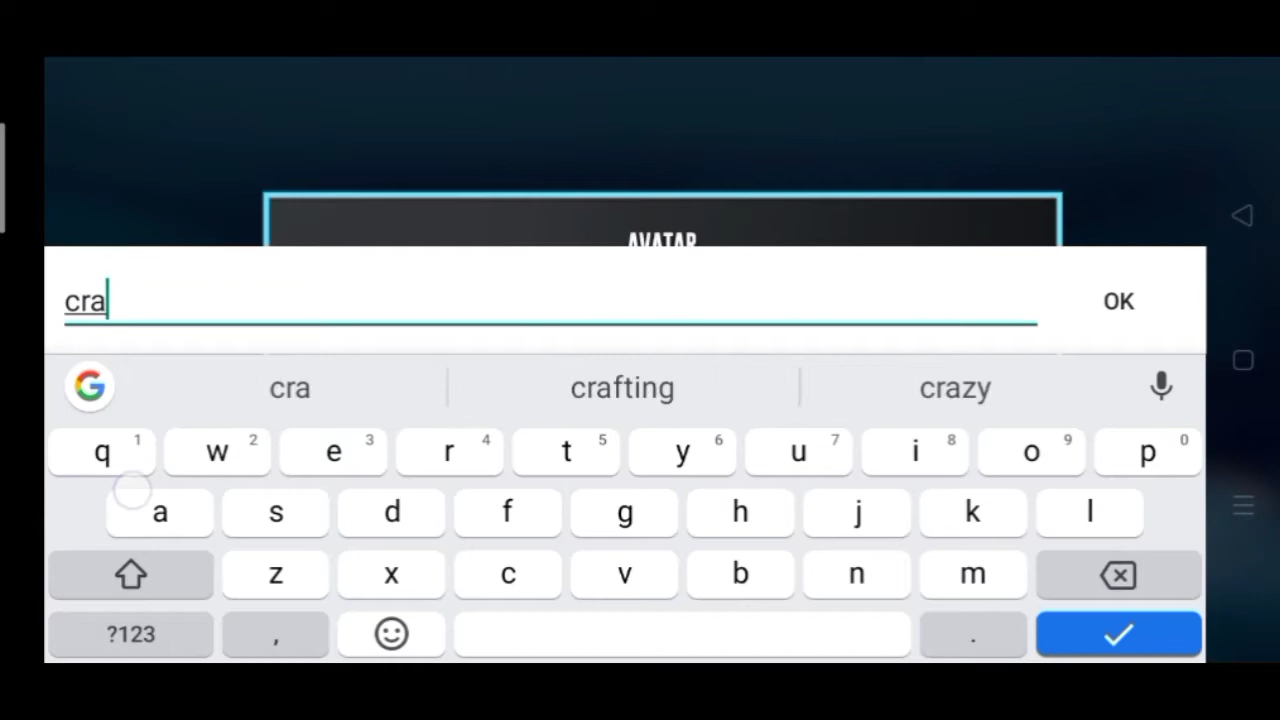 AVATAR
cra
OK
cra crafting crazy
q 1 w 2 e 3 r 4 t 5 y 6 u 7 i 8 o 9 p 0
a s d f g h j k l
z x c v b n m
?123 , .